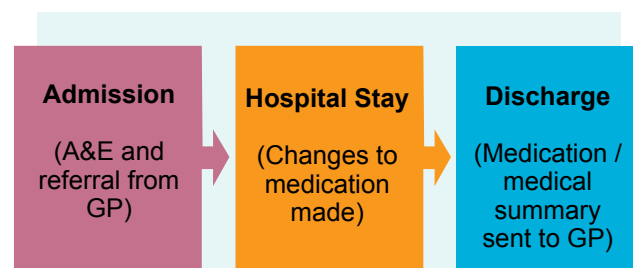 Admission
(A&E and
referral from
GP)
Hospital Stay
(Changes to
medication
made)
Discharge
(Medication /
medical
summary
sent to GP)